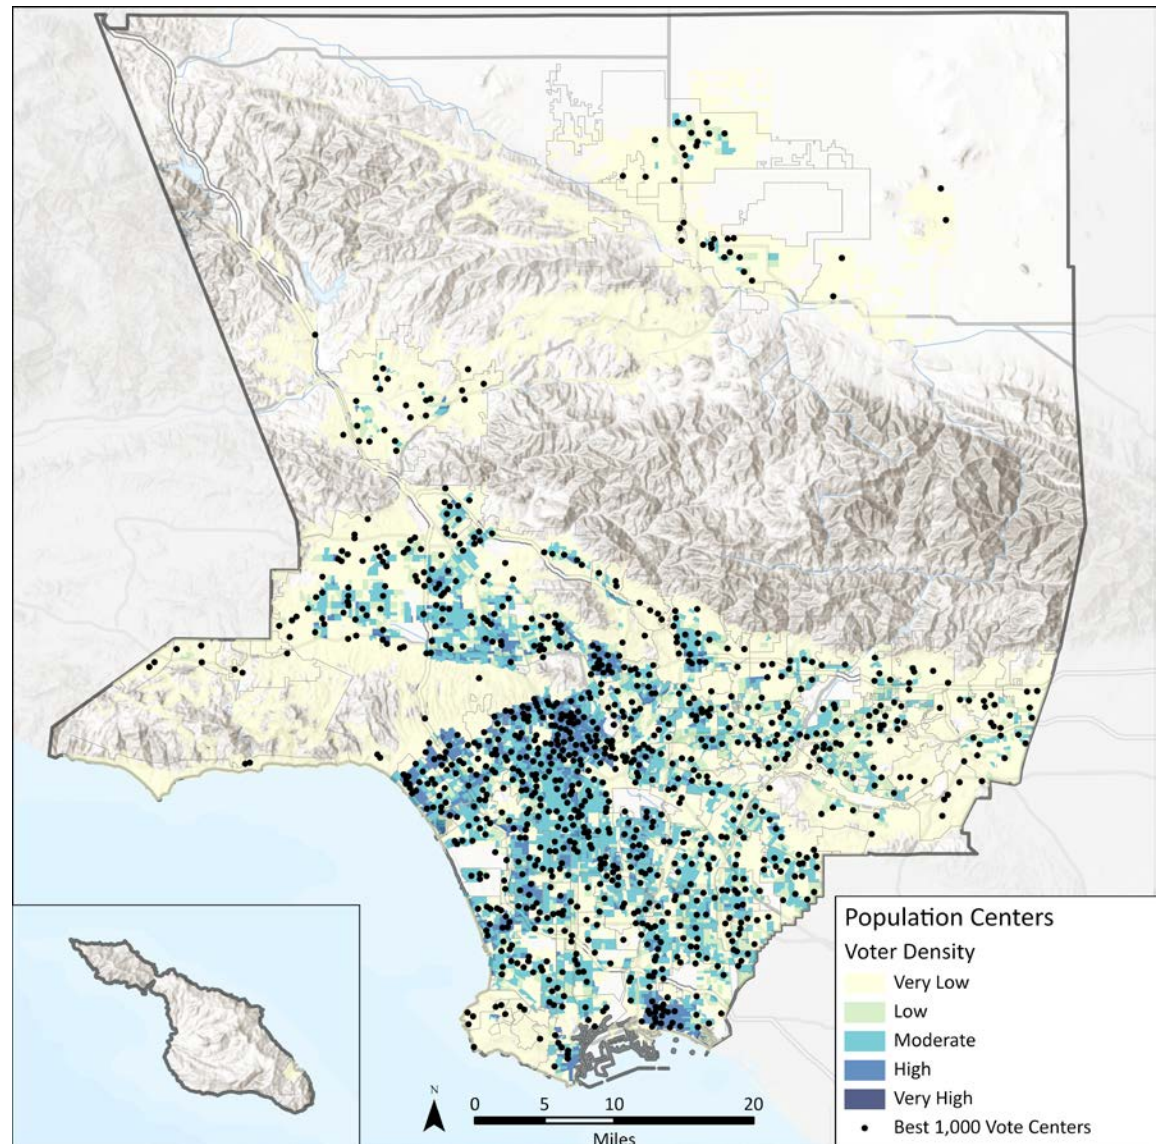 Population Centers
Voter Density
Very Low
Low
Moderate
High
Very High
Best 1,000 Vote Centers
N
0 5 10 20
Miles